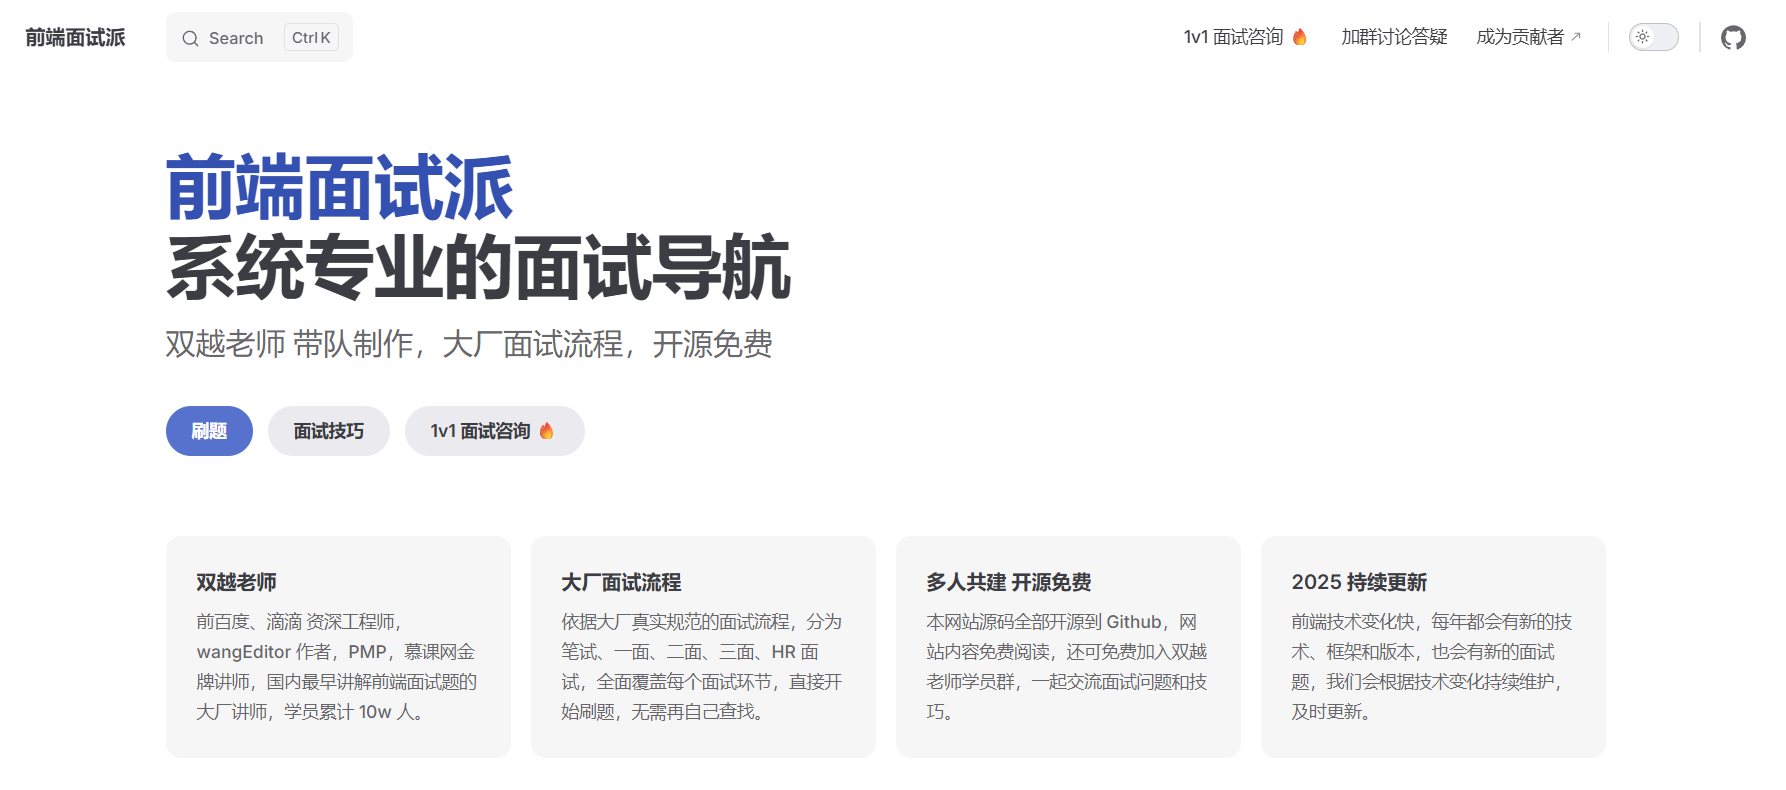 前端面试派
Search Ctrl K
1v1 面试咨询 🔥
加群讨论答疑
成为贡献者
前端面试派
系统专业的面试导航
双越老师 带队制作，大厂面试流程，开源免费
刷题
面试技巧
1v1 面试咨询 🔥
双越老师
前百度、滴滴 资深工程师，
wangEditor 作者，PMP，慕课网金
牌讲师，国内最早讲解前端面试题的
大厂讲师，学员累计 10w 人。
大厂面试流程
依据大厂真实规范的面试流程，分为
笔试、一面、二面、三面、HR 面
试，全面覆盖每个面试环节，直接开
始刷题，无需再自己查找。
多人共建 开源免费
本网站源码全部开源到 Github，网
站内容免费阅读，还可免费加入双越
老师学员群，一起交流面试问题和技
巧。
2025 持续更新
前端技术变化快，每年都会有新的技
术、框架和版本，也会有新的面试
题，我们会根据技术变化持续维护，
及时更新。